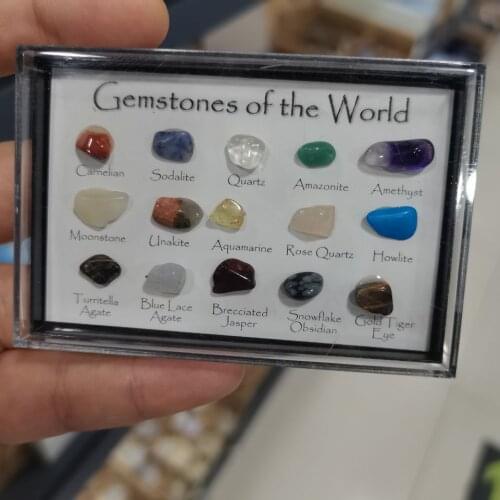 Gemstones of the World
Carnelian
Sodalite
Quartz
Amazonite
Amethyst
Moonstone
Unakite
Aquamarine
Rose Quartz
Howlite
Turritella
Agate
Blue Lace
Agate
Brecciated
Jasper
Snowflake
Obsidian
Gold Tiger
Eye